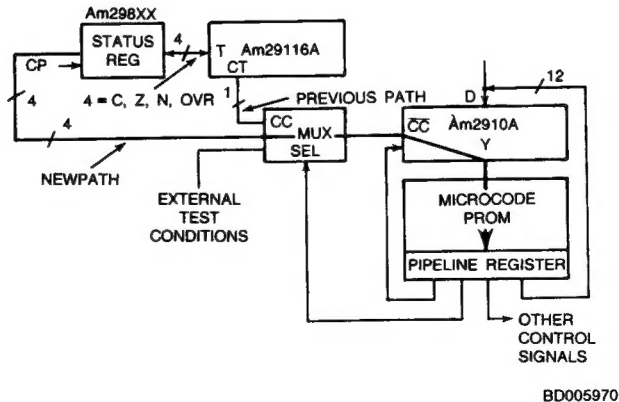 Am298XX
STATUS
REG
CP
4
T
CT
Am29116A
4 = C, Z, N, OVR
4
4
1
PREVIOUS PATH
NEWPATH
CC
MUX
SEL
EXTERNAL
TEST
CONDITIONS
12
D
CC
Am2910A
Y
MICROCODE
PROM
PIPELINE REGISTER
OTHER
CONTROL
SIGNALS
BD005970